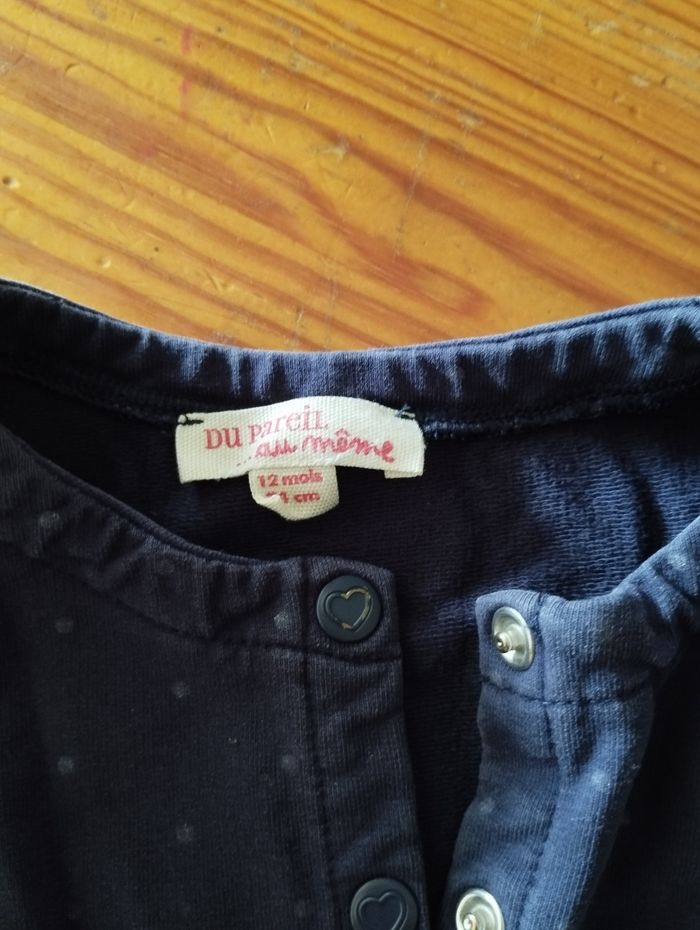 DU PAREIL
...au même
12 mois
cm